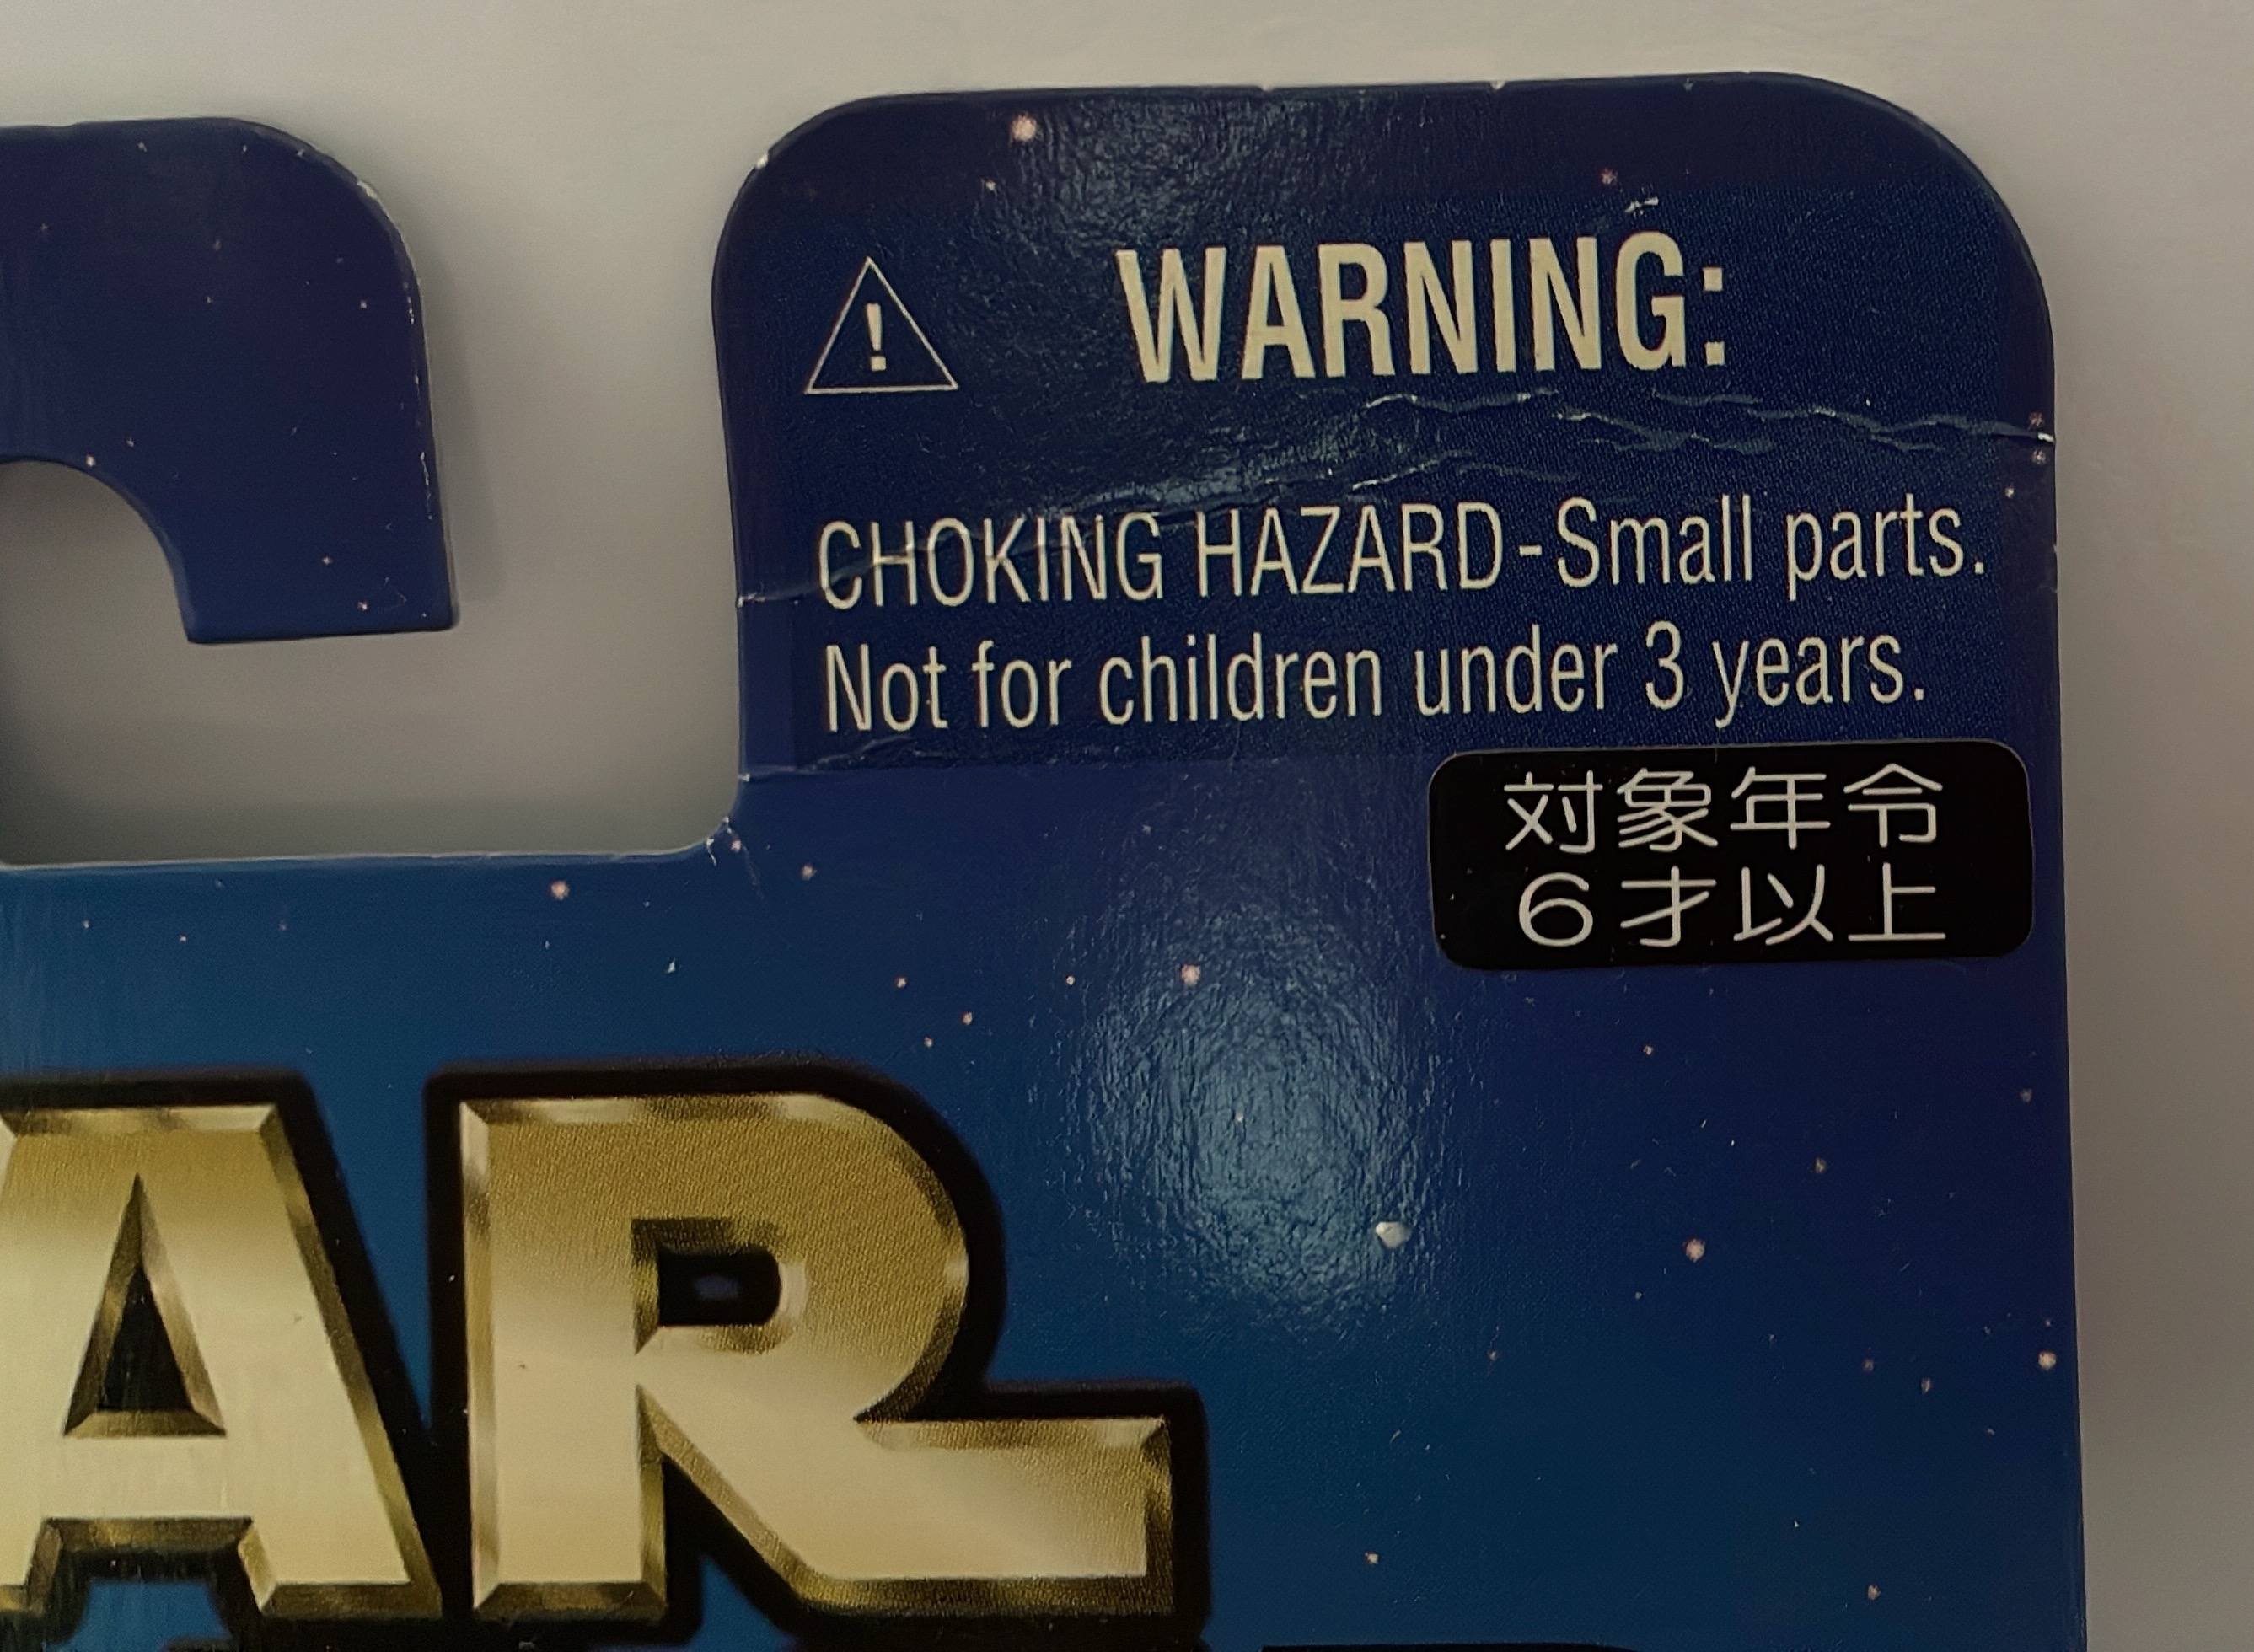 WARNING:
CHOKING HAZARD-Small parts.
Not for children under 3 years.
対象年令
6才以上
AR